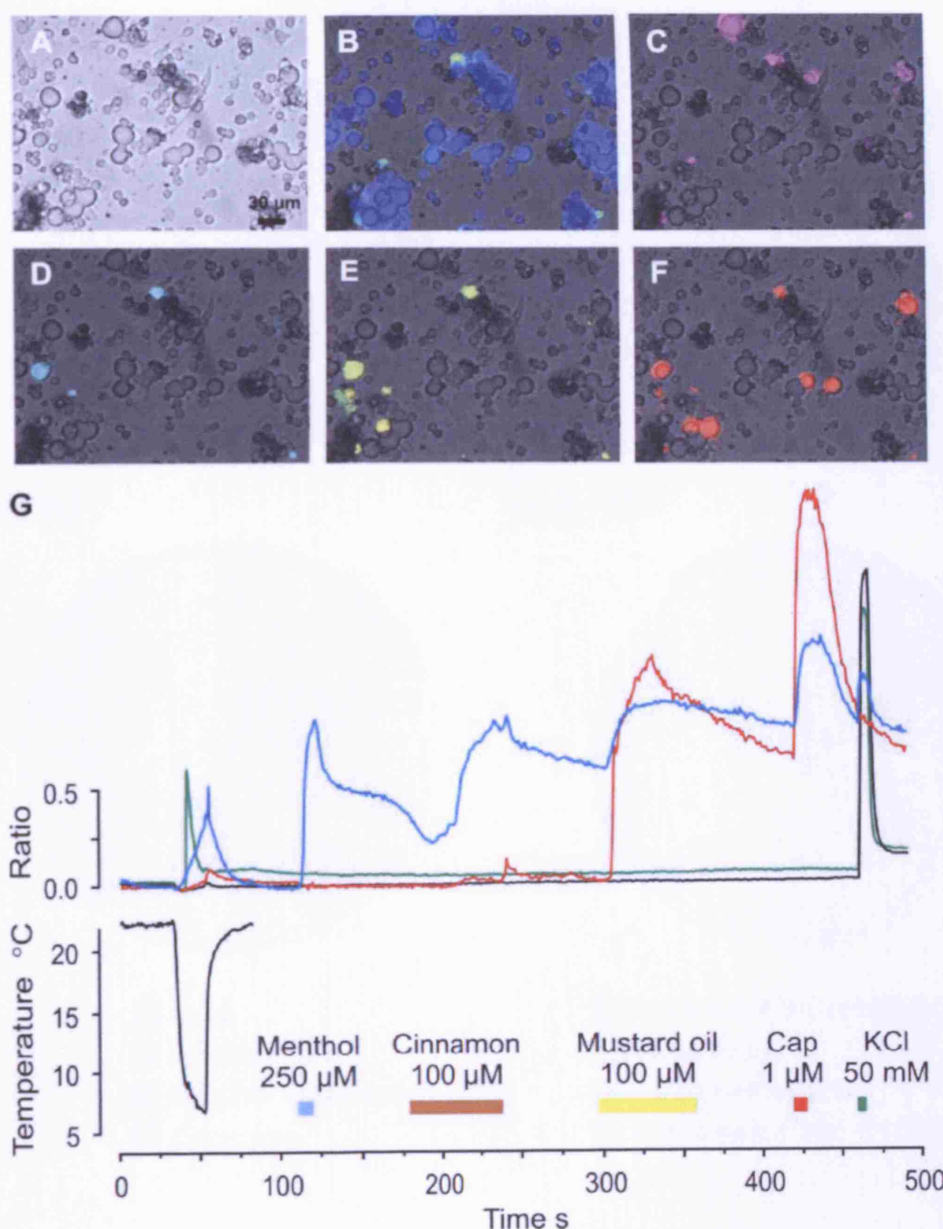 A B C
30 µm
D E F
G
0.5
Ratio
0.0
Temperature °C
20
15
10
5
Menthol Cinnamon Mustard oil Cap KCl
250 µM 100 µM 100 µM 1 µM 50 mM
0 100 200 300 400 500
Time s